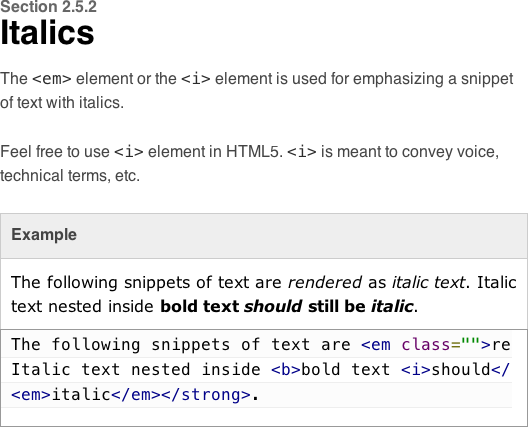 Section 2.5.2
Italics
The <em> element or the <i> element is used for emphasizing a snippet
of text with italics.
Feel free to use <i> element in HTML5. <i> is meant to convey voice,
technical terms, etc.
Example
The following snippets of text are rendered as italic text. Italic
text nested inside bold text should still be italic.
The following snippets of text are <em class="">re
Italic text nested inside <b>bold text <i>should</
<em>italic</em></strong>.